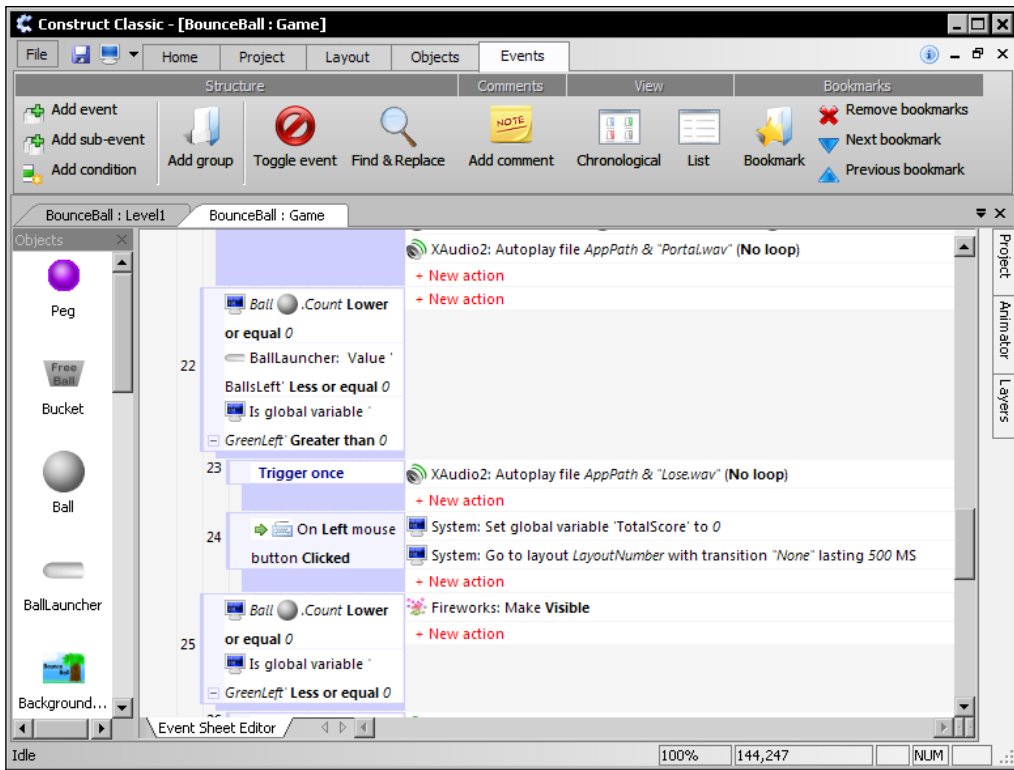 Construct Classic - [BounceBall : Game]
File
Home
Project
Layout
Objects
Events
Structure
Comments
View
Bookmarks
Add event
Add sub-event
Add condition
Add group
Toggle event
Find & Replace
NOTE
Add comment
Chronological
List
Bookmark
Remove bookmarks
Next bookmark
Previous bookmark
BounceBall : Level1
BounceBall : Game
Objects
Peg
Free
Ball
Bucket
Ball
BallLauncher
Bounce
Ball
Background...
XAudio2: Autoplay file AppPath & "Portal.wav" (No loop)
+ New action
22
Ball .Count Lower
or equal 0
BallLauncher: Value '
BallsLeft' Less or equal 0
Is global variable '
GreenLeft' Greater than 0
+ New action
23
Trigger once
XAudio2: Autoplay file AppPath & "Lose.wav" (No loop)
+ New action
24
On Left mouse
button Clicked
System: Set global variable 'TotalScore' to 0
System: Go to layout LayoutNumber with transition "None" lasting 500 MS
+ New action
25
Ball .Count Lower
or equal 0
Is global variable '
GreenLeft' Less or equal 0
Fireworks: Make Visible
+ New action
Project
Animator
Layers
Event Sheet Editor
Idle
100%
144,247
NUM